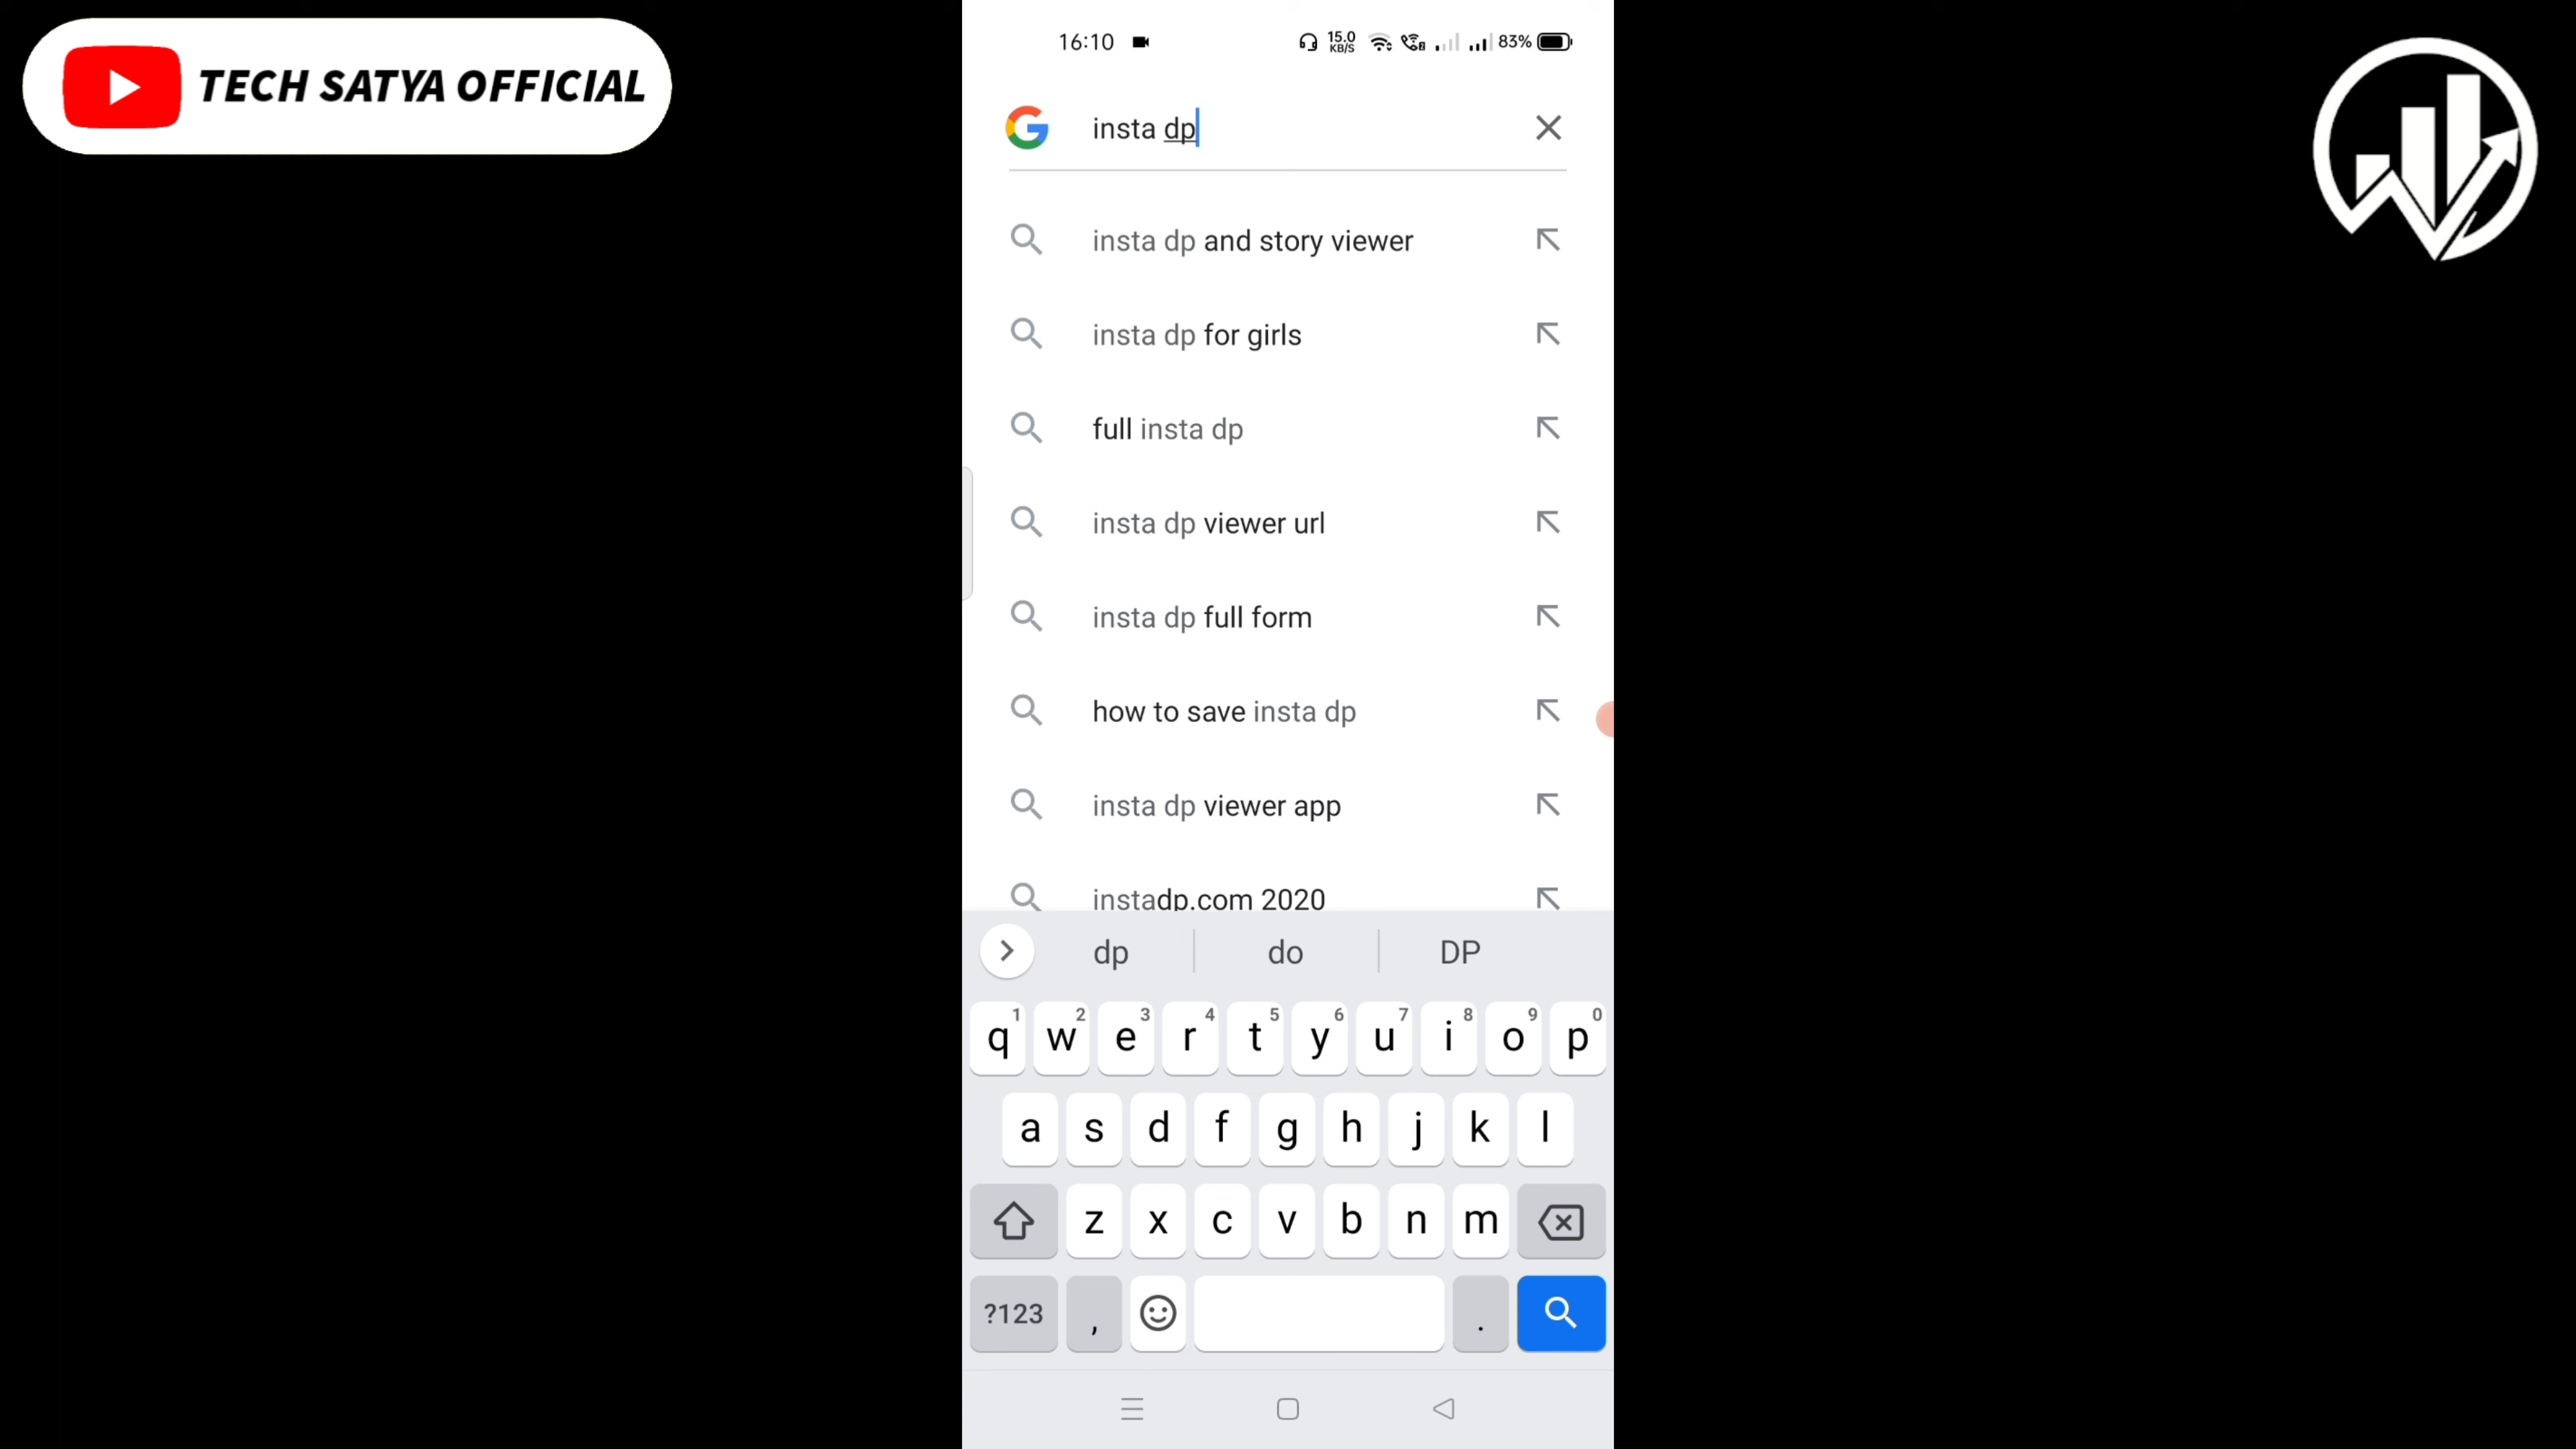 TECH SATYA OFFICIAL
16:10
15.0
KB/S
2
83%
insta dp
insta dp and story viewer
insta dp for girls
full insta dp
insta dp viewer url
insta dp full form
how to save insta dp
insta dp viewer app
instadp.com 2020
dp do DP
1 2 3 4 5 6 7 8 9 0
q w e r t y u i o p
a s d f g h j k l
z x c v b n m
?123 , .